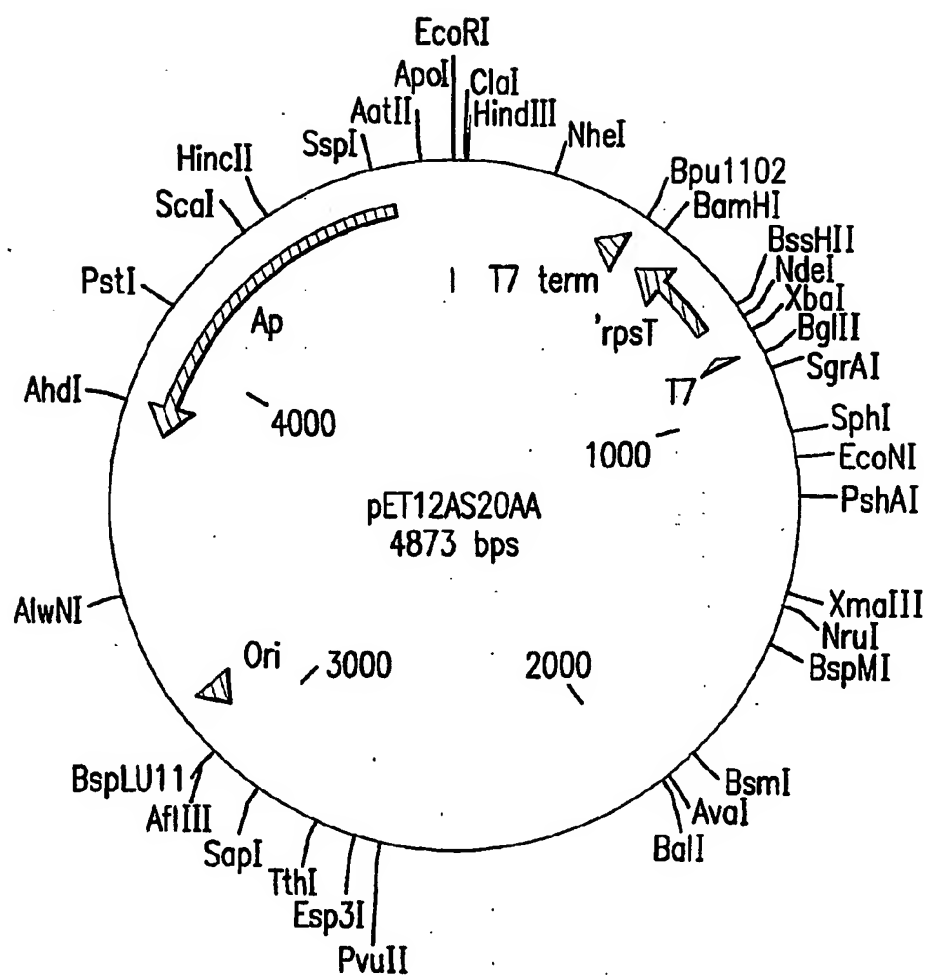 EcoRI
ApoI
ClaI
AatII
HindIII
SspI
NheI
HincII
Bpu1102
ScaI
BamHI
BssHII
PstI
I T7 term
NdeI
XbaI
Ap
'rpsT
BglII
SgrAI
AhdI
T7
4000
SphI
1000
EcoNI
pET12AS20AA
PshAI
4873 bps
AlwNI
XmaIII
NruI
Ori
3000
2000
BspMI
BspLU11
BsmI
AflIII
AvaI
SapI
BalI
TthI
Esp3I
PvuII